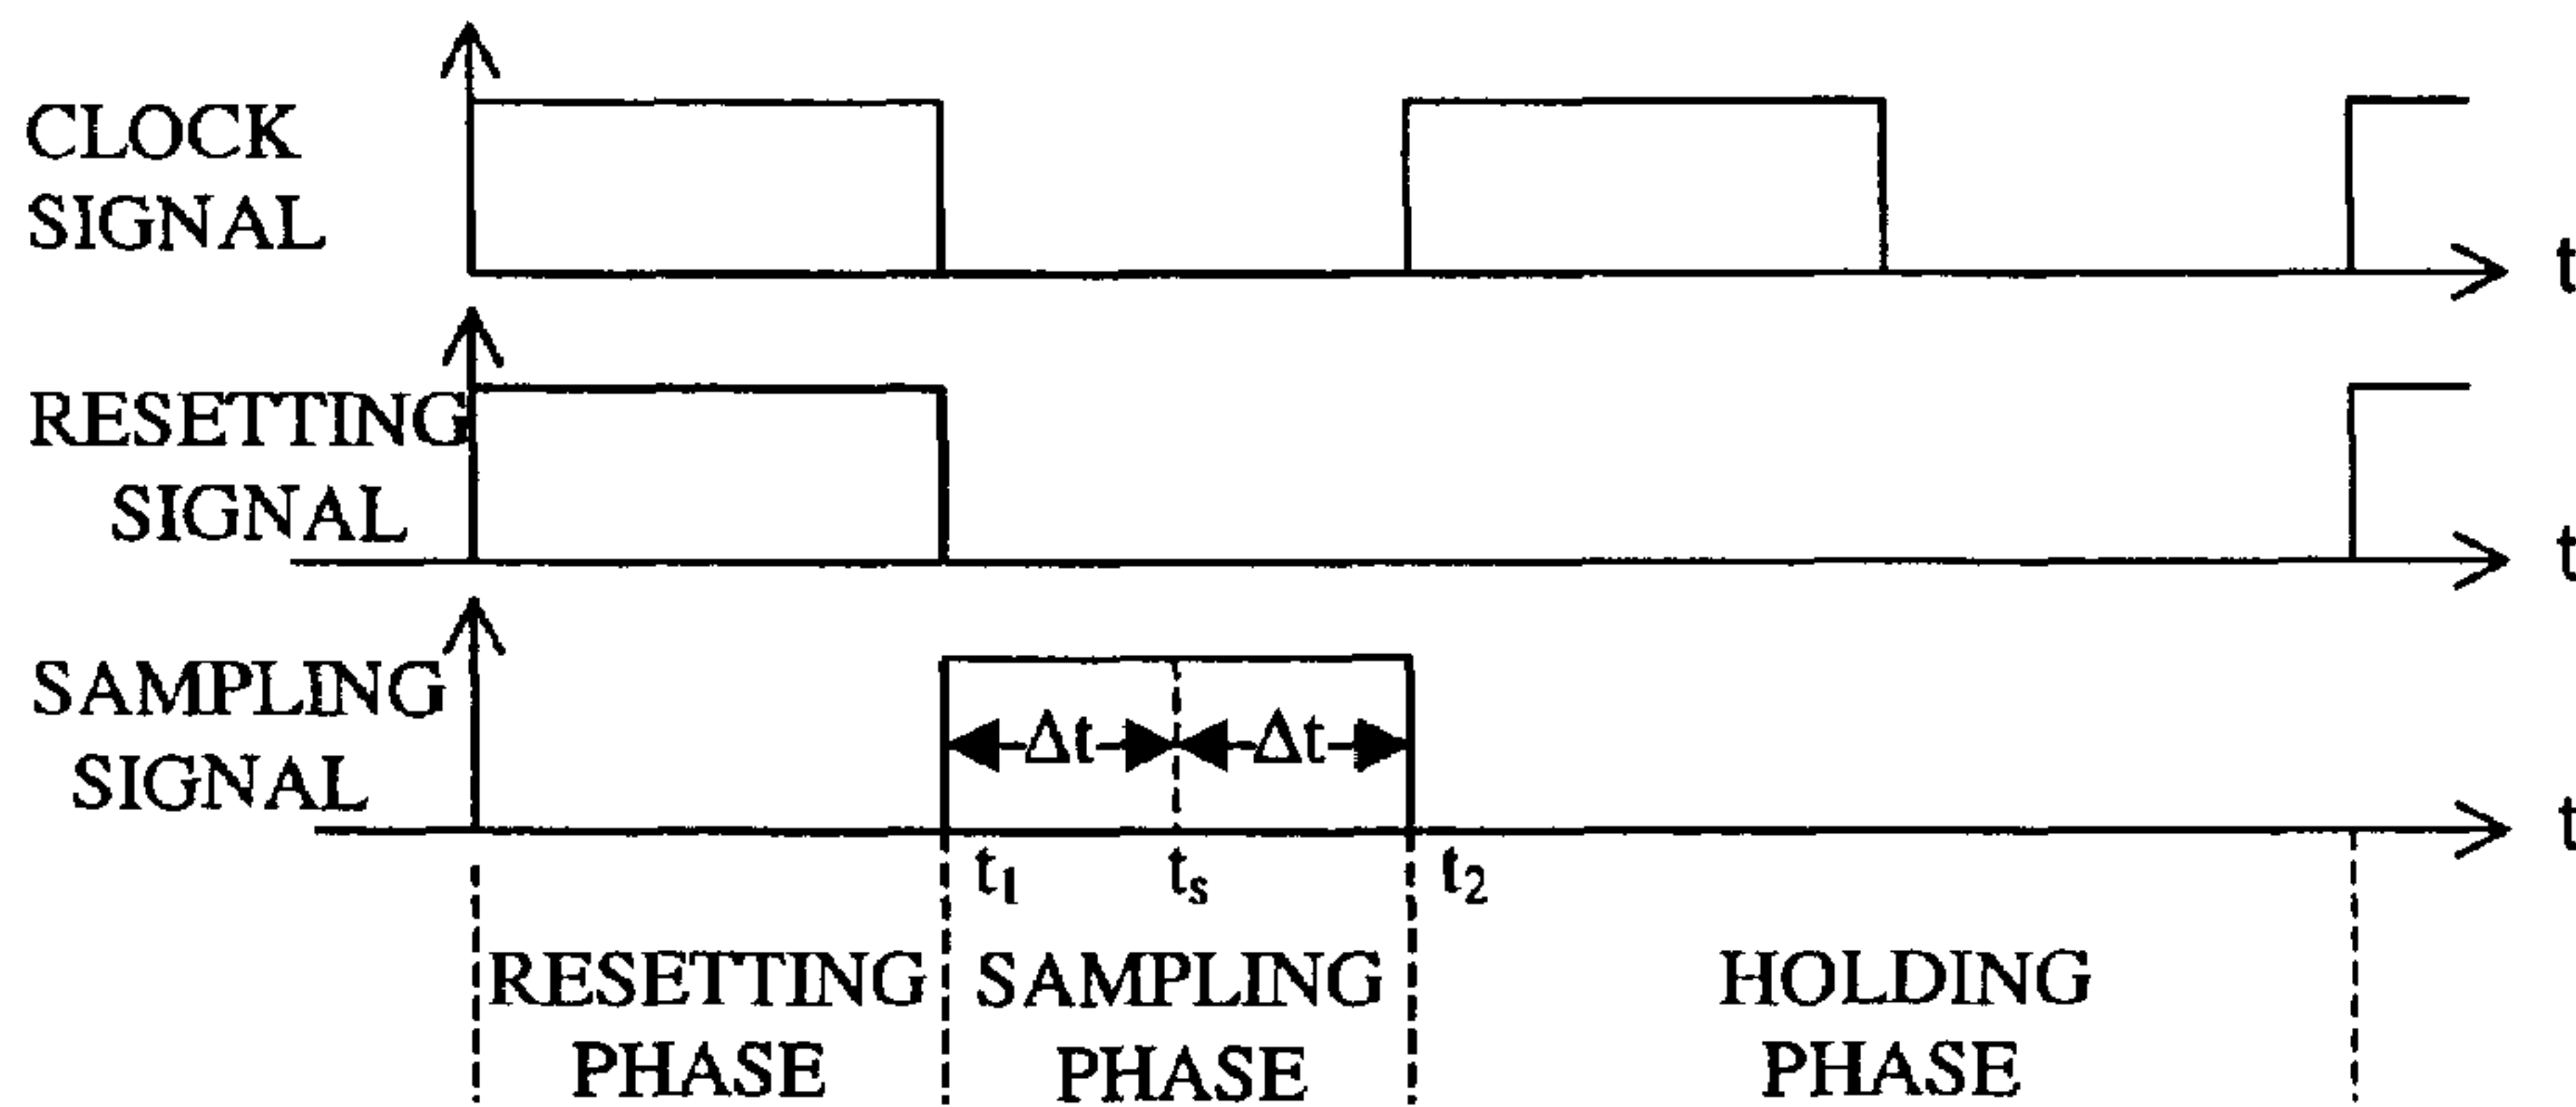 CLOCK
SIGNAL
t
RESETTING
SIGNAL
t
SAMPLING
SIGNAL
Δt Δt
t
t₁ tₛ t₂
RESETTING
PHASE
SAMPLING
PHASE
HOLDING
PHASE